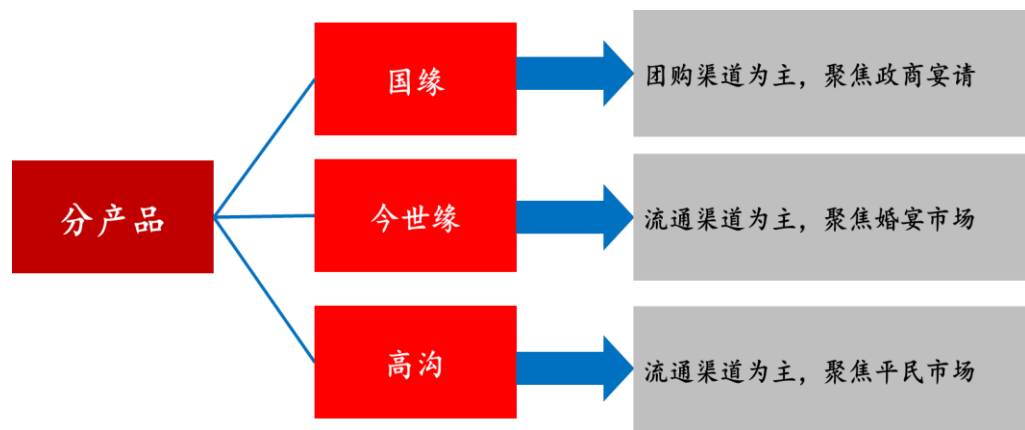 分产品
国缘
团购渠道为主，聚焦政商宴请
今世缘
流通渠道为主，聚焦婚宴市场
高沟
流通渠道为主，聚焦平民市场